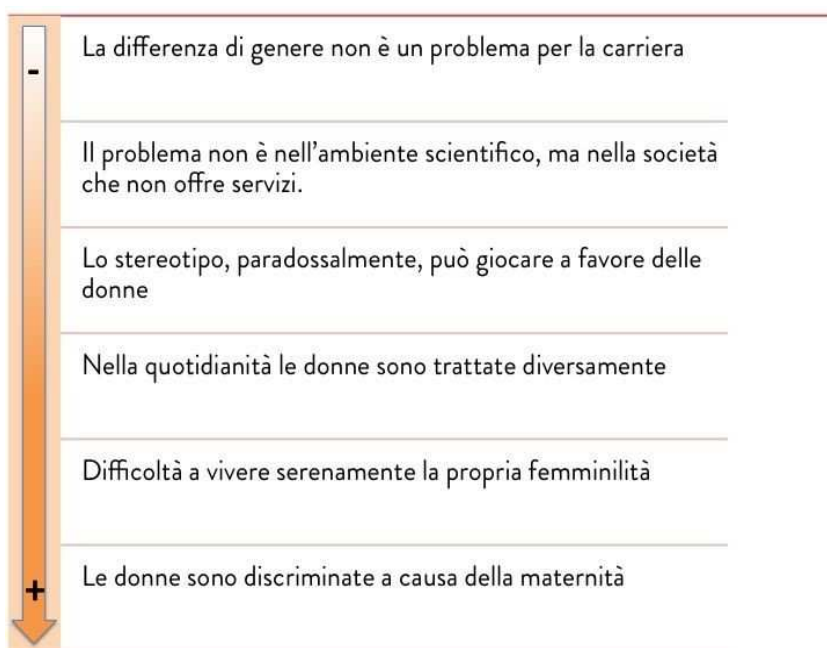 -
La differenza di genere non è un problema per la carriera
Il problema non è nell'ambiente scientifico, ma nella società
che non offre servizi.
Lo stereotipo, paradossalmente, può giocare a favore delle
donne
Nella quotidianità le donne sono trattate diversamente
Difficoltà a vivere serenamente la propria femminilità
+
Le donne sono discriminate a causa della maternità